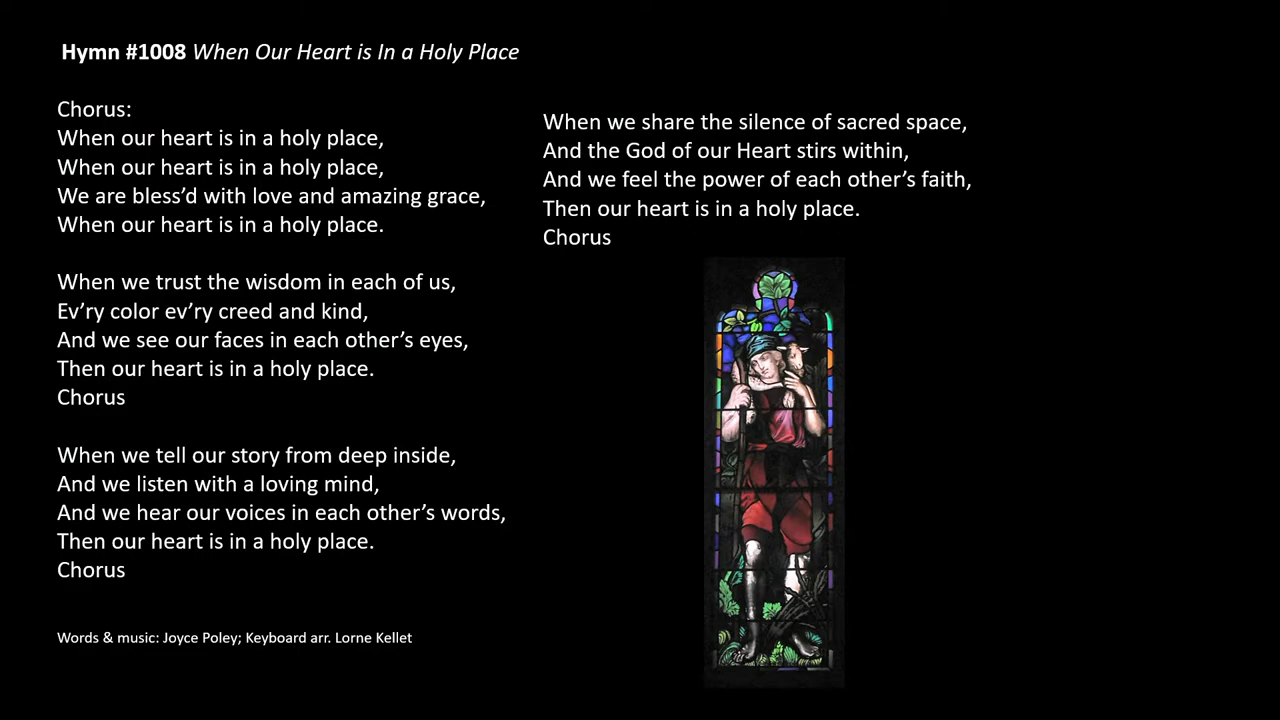 Hymn #1008 When Our Heart is In a Holy Place
Chorus:
When our heart is in a holy place,
When our heart is in a holy place,
We are bless’d with love and amazing grace,
When our heart is in a holy place.
When we trust the wisdom in each of us,
Ev’ry color ev’ry creed and kind,
And we see our faces in each other’s eyes,
Then our heart is in a holy place.
Chorus
When we tell our story from deep inside,
And we listen with a loving mind,
And we hear our voices in each other’s words,
Then our heart is in a holy place.
Chorus
When we share the silence of sacred space,
And the God of our Heart stirs within,
And we feel the power of each other’s faith,
Then our heart is in a holy place.
Chorus
Words & music: Joyce Poley; Keyboard arr. Lorne Kellet